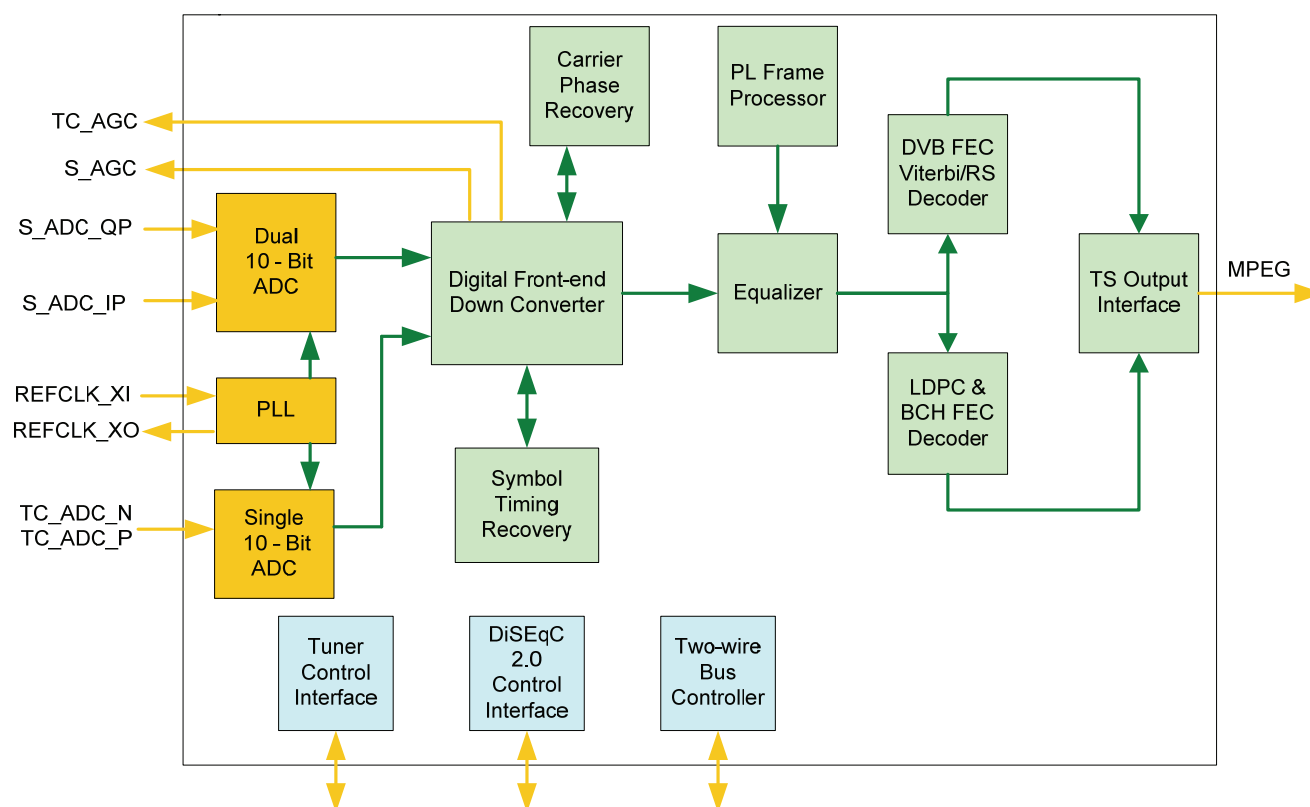 TC_AGC
S_AGC
S_ADC_QP
S_ADC_IP
REFCLK_XI
REFCLK_XO
TC_ADC_N
TC_ADC_P
Dual
10 - Bit
ADC
PLL
Single
10 - Bit
ADC
Carrier
Phase
Recovery
Digital Front-end
Down Converter
Symbol
Timing
Recovery
PL Frame
Processor
Equalizer
DVB FEC
Viterbi/RS
Decoder
LDPC &
BCH FEC
Decoder
TS Output
Interface
MPEG
Tuner
Control
Interface
DiSEqC
2.0
Control
Interface
Two-wire
Bus
Controller